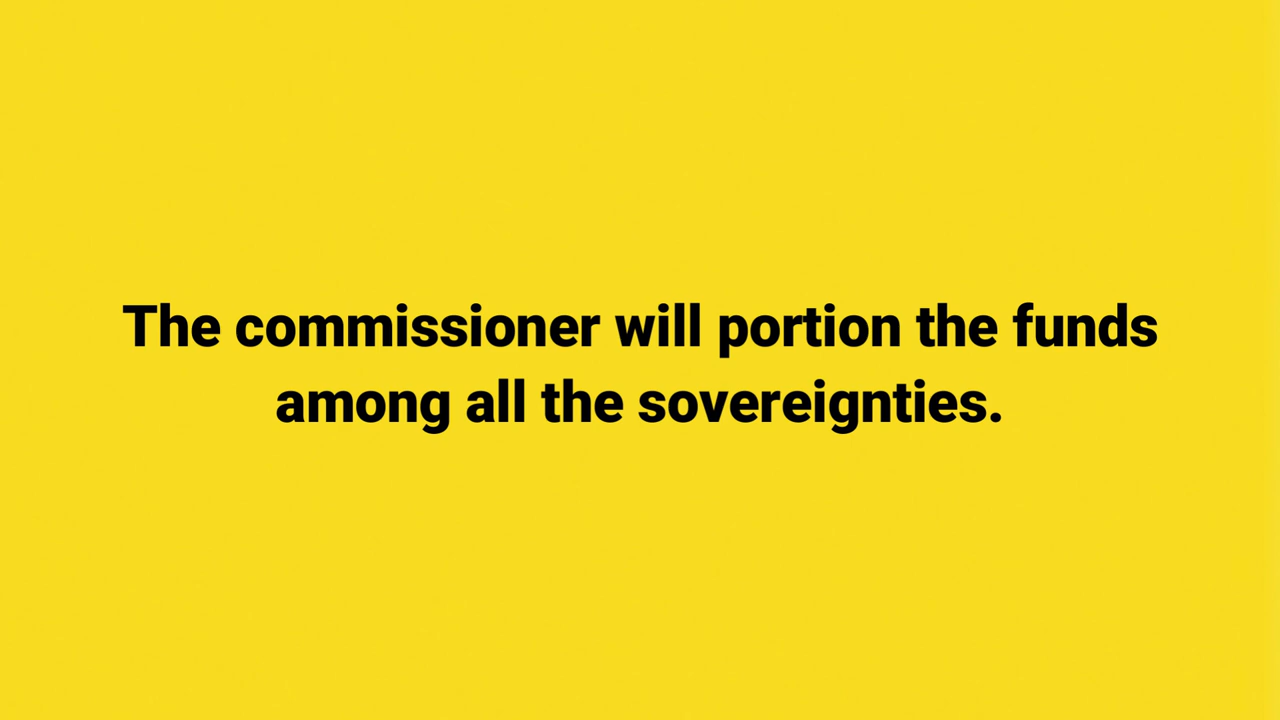 The commissioner will portion the funds
among all the sovereignties.